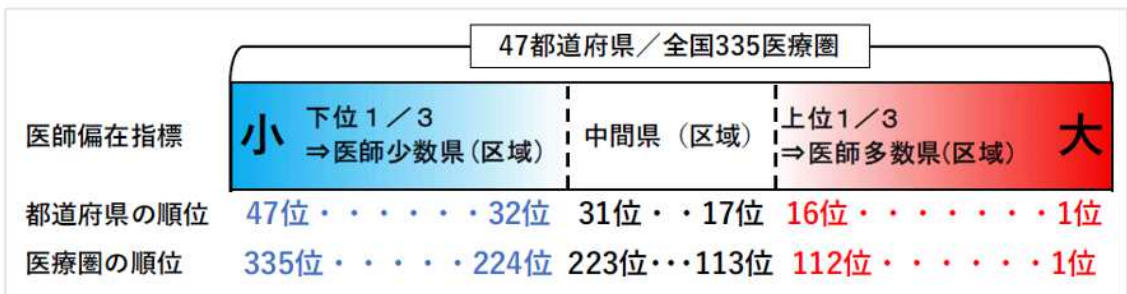 47都道府県／全国335医療圏
医師偏在指標
小
下位１／３
⇒医師少数県（区域）
中間県（区域）
上位１／３
⇒医師多数県（区域）
大
都道府県の順位 47位・・・・・・32位 31位・・17位 16位・・・・・・・1位
医療圏の順位 335位・・・・・224位 223位・・・113位 112位・・・・・・1位